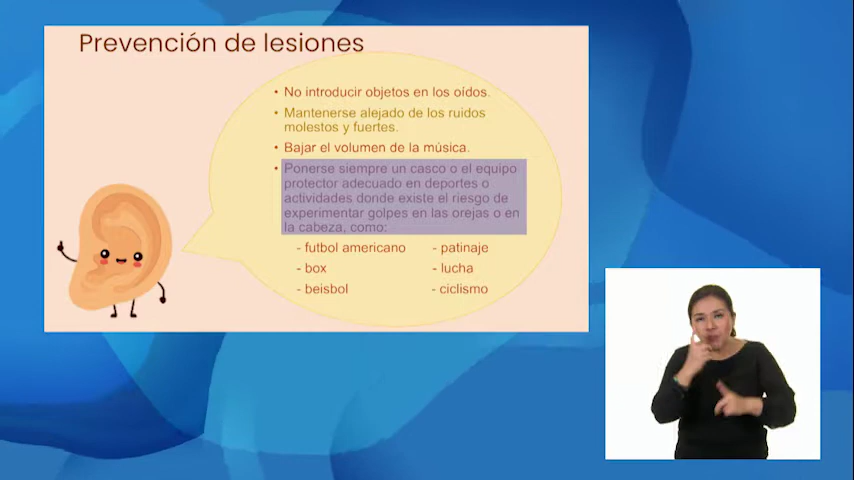 Prevención de lesiones
• No introducir objetos en los oídos.
• Mantenerse alejado de los ruidos
molestos y fuertes.
• Bajar el volumen de la música.
• Ponerse siempre un casco o el equipo
protector adecuado en deportes o
actividades donde existe el riesgo de
experimentar golpes en las orejas o en
la cabeza, como:
- futbol americano - patinaje
- box - lucha
- beisbol - ciclismo